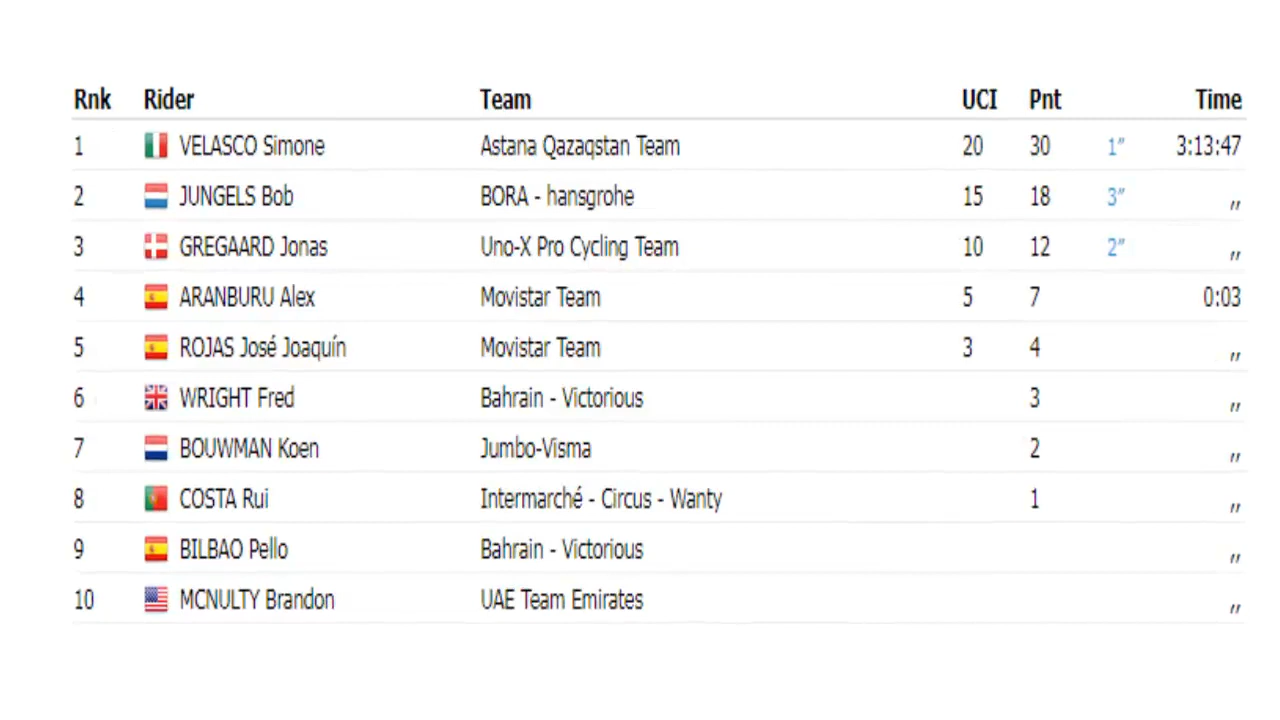 Rnk Rider Team UCI Pnt Time
1 VELASCO Simone Astana Qazaqstan Team 20 30 1″ 3:13:47
2 JUNGELS Bob BORA - hansgrohe 15 18 3″ ,,
3 GREGAARD Jonas Uno-X Pro Cycling Team 10 12 2″ ,,
4 ARANBURU Alex Movistar Team 5 7 0:03
5 ROJAS José Joaquín Movistar Team 3 4 ,,
6 WRIGHT Fred Bahrain - Victorious 3 ,,
7 BOUWMAN Koen Jumbo-Visma 2 ,,
8 COSTA Rui Intermarché - Circus - Wanty 1 ,,
9 BILBAO Pello Bahrain - Victorious ,,
10 MCNULTY Brandon UAE Team Emirates ,,